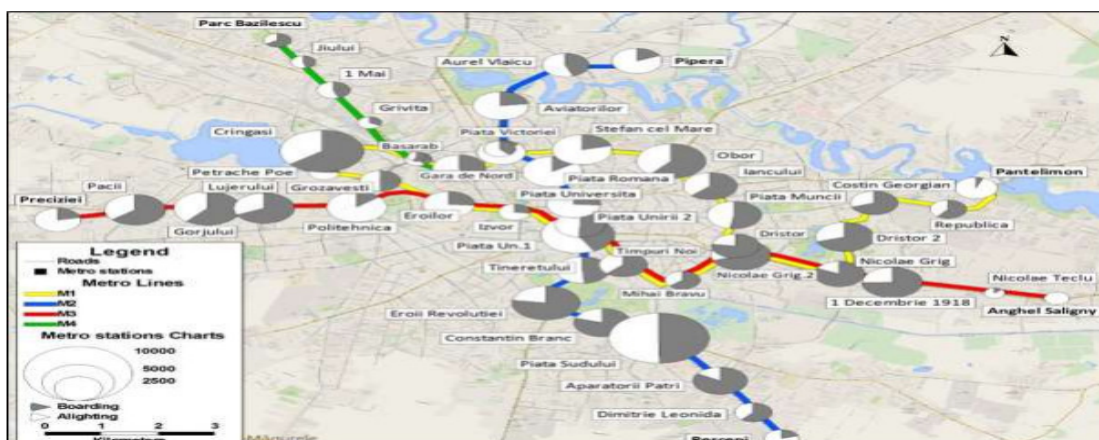 Parc Bazilescu
Jiului
1 Mai
Grivita
Basarab
Gara de Nord
Cringasi
Petrache Poe
Grozavesti
Aurel Vlaicu
Pipera
Aviatorilor
Piata Victoriei
Stefan cel Mare
Obor
Iancului
Piata Romana
Piata Muncii
Costin Georgian
Pantelimon
Republica
Preciziei
Pacii
Lujerului
Gorjului
Politehnica
Eroilor
Izvor
Piata Universita
Piata Unirii 2
Piata Un.1
Timpuri Noi
Dristor
Dristor 2
Nicolae Grig
Nicolae Grig.2
Mihai Bravu
Tineretului
Nicolae Teclu
1 Decembrie 1918
Anghel Saligny
Eroii Revolutiei
Constantin Branc
Piata Sudului
Aparatorii Patri
Dimitrie Leonida
Berceni
N
Legend
Roads
Metro stations
Metro Lines
M1
M2
M3
M4
Metro stations Charts
10000
5000
2500
Boarding
Alighting
0 1 2 3
Kilometers
Măgurele